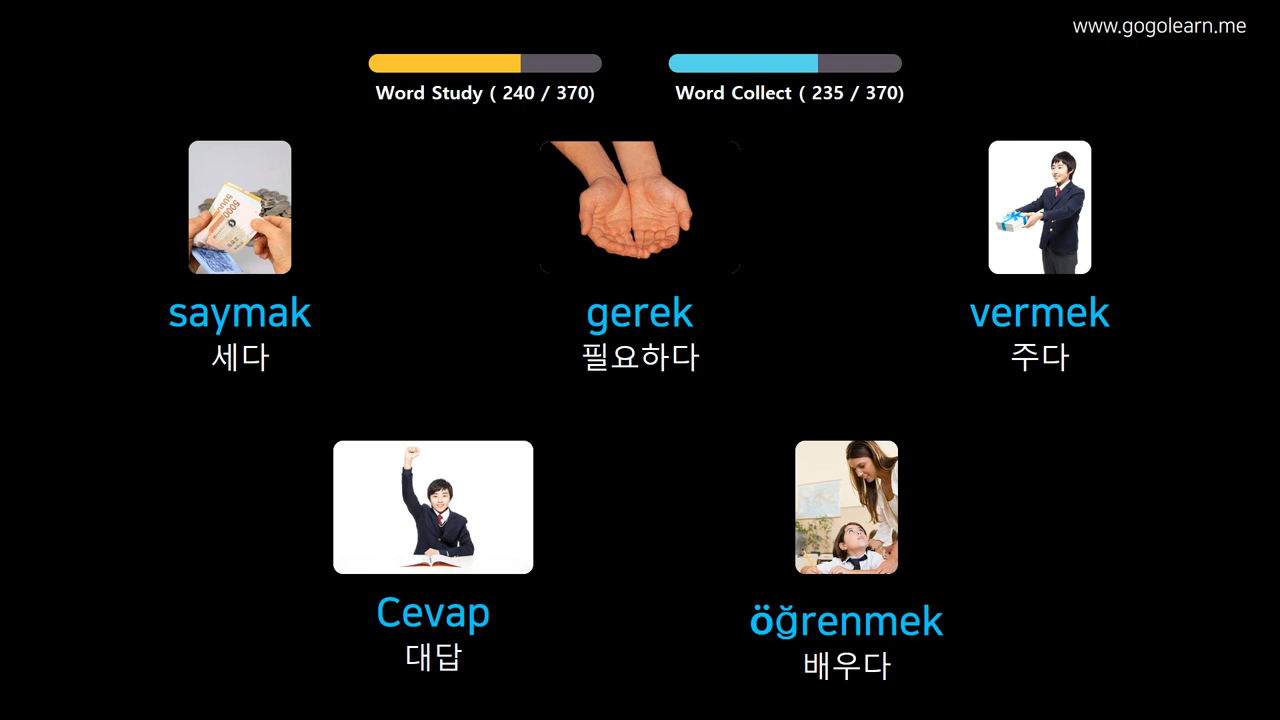 www.gogolearn.me
Word Study ( 240 / 370)
Word Collect ( 235 / 370)
saymak
세다
gerek
필요하다
vermek
주다
Cevap
대답
öğrenmek
배우다